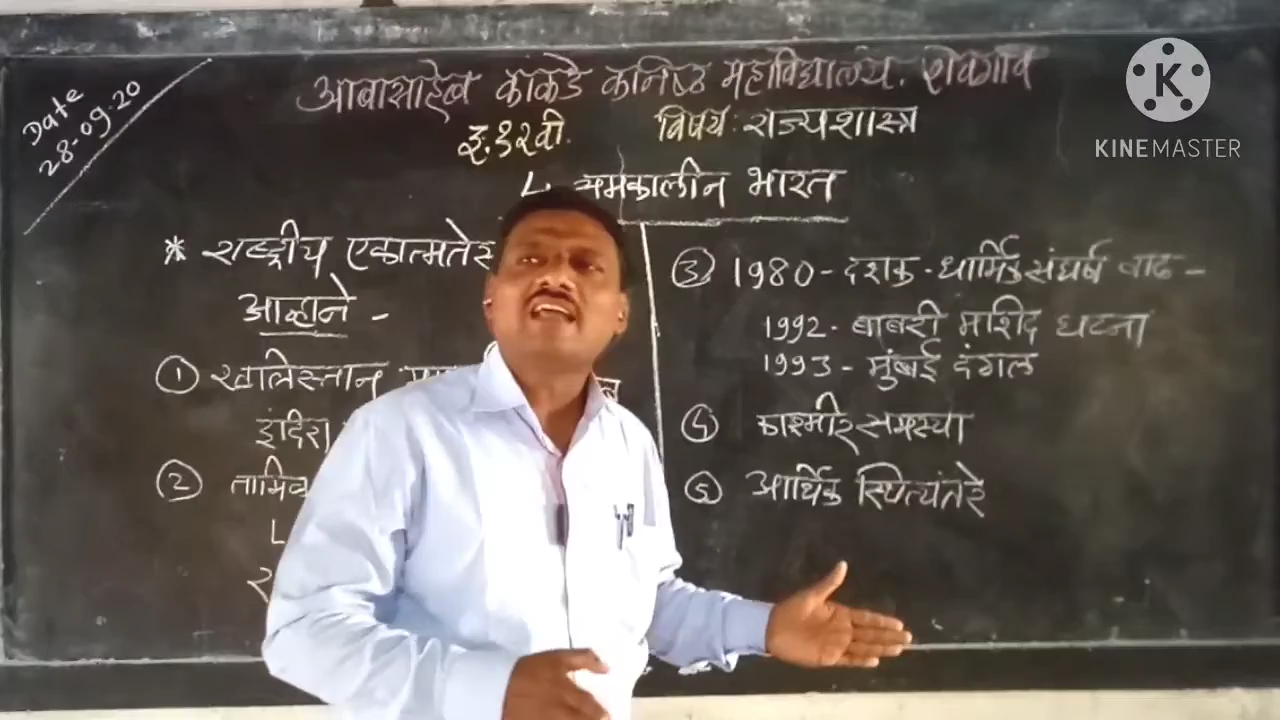 Date
28-09-20
आबासाहेब काकडे कनिष्ठ महाविद्यालय. शेवगाव
इ. १२वी. विषय: राज्यशास्त्र
समकालीन भारत
* राष्ट्रीय एकात्मतेस
आव्हाने -
① खलिस्तान
इंदिरा
②
③ 1980 - दशक - धार्मिक संघर्ष वाढ -
1992 - बाबरी मशिद घटना
1993 - मुंबई दंगल
④ काश्मीर समस्या
⑤ आर्थिक स्थित्यंतरे
K
KINEMASTER